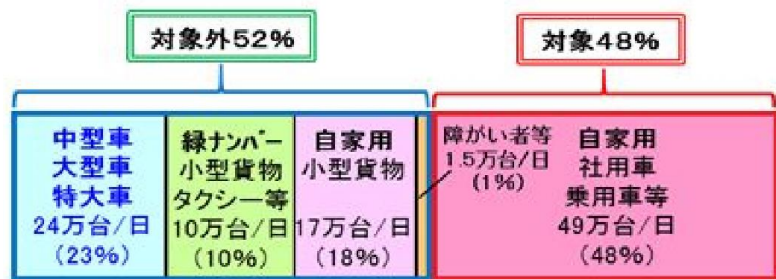 対象外52%
対象48%
中型車
大型車
特大車
24万台/日
(23%)
緑ナンバー
小型貨物
タクシー等
10万台/日
(10%)
自家用
小型貨物
17万台/日
(18%)
障がい者等
1.5万台/日
(1%)
自家用
社用車
乗用車等
49万台/日
(48%)